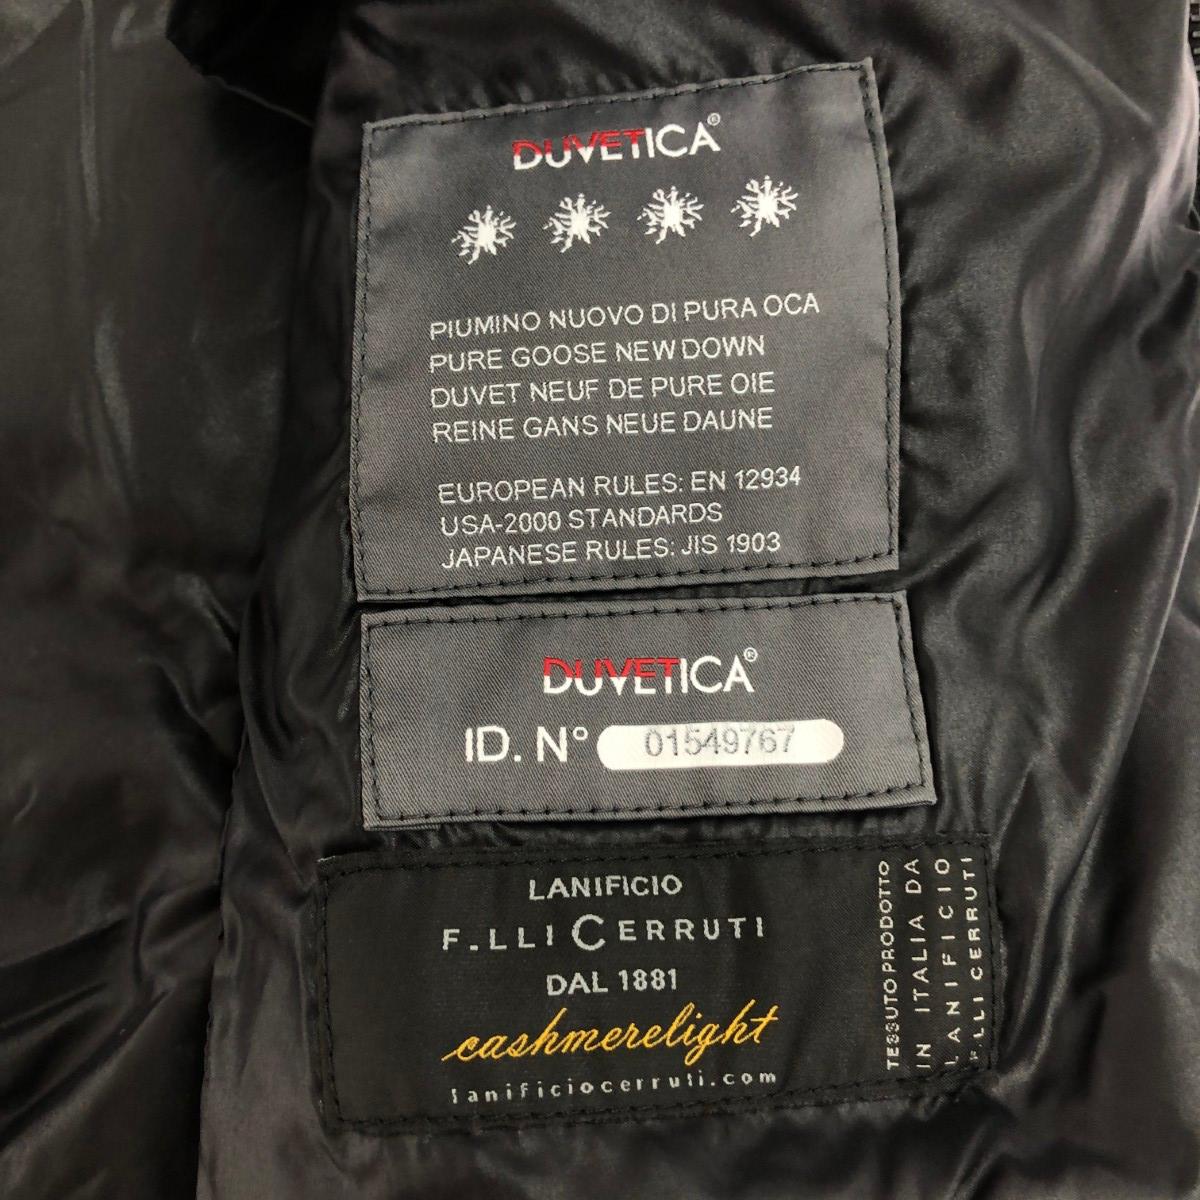 DUVETICA®
PIUMINO NUOVO DI PURA OCA
PURE GOOSE NEW DOWN
DUVET NEUF DE PURE OIE
REINE GANS NEUE DAUNE
EUROPEAN RULES: EN 12934
USA-2000 STANDARDS
JAPANESE RULES: JIS 1903
DUVETICA®
ID. N° 01549767
LANIFICIO
F.LLI CERRUTI
DAL 1881
cashmerelight
lanificiocerruti.com
TESSUTO PRODOTTO
IN ITALIA DA
LANIFICIO
F.LLI CERRUTI